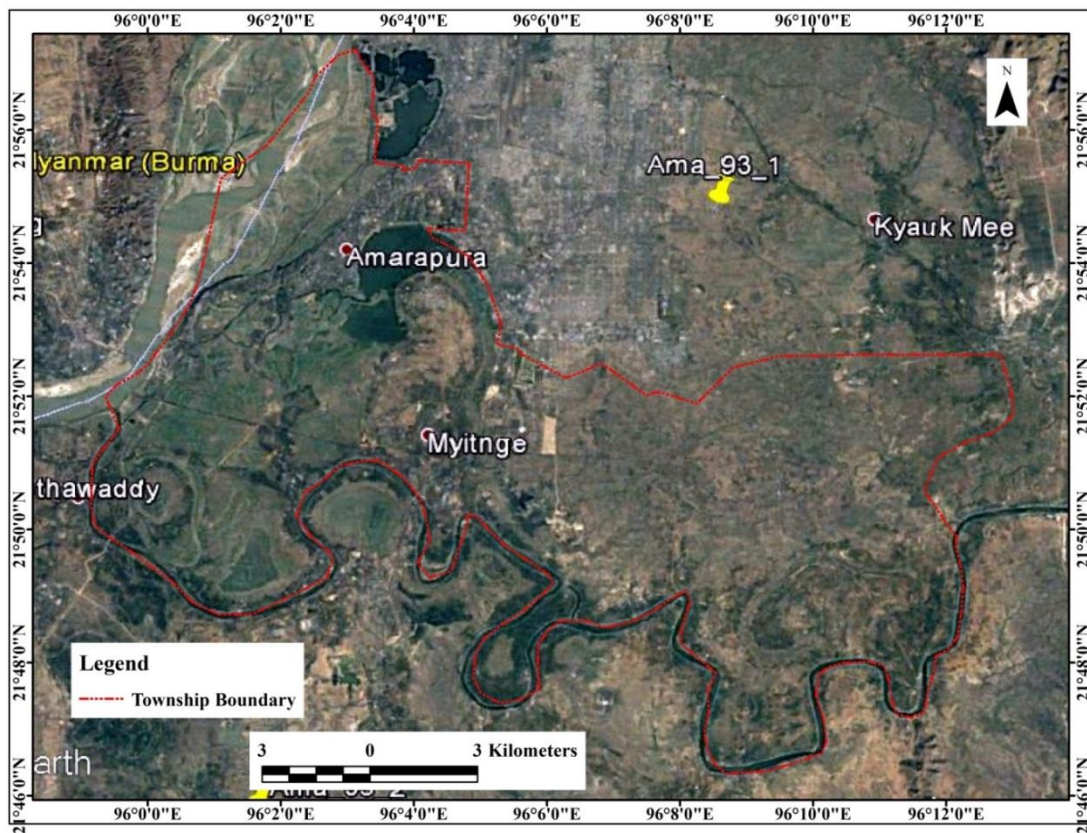 96°0'0"E 96°2'0"E 96°4'0"E 96°6'0"E 96°8'0"E 96°10'0"E 96°12'0"E
N
21°56'0"N 21°56'0"N
lyanmar (Burma)
Ama_93_1
Kyauk Mee
21°54'0"N 21°54'0"N
Amarapura
21°52'0"N 21°52'0"N
Myitnge
thawaddy
21°50'0"N 21°50'0"N
21°48'0"N 21°48'0"N
Legend
Township Boundary
3 0 3 Kilometers
arth
21°46'0"N 21°46'0"N
96°0'0"E 96°2'0"E 96°4'0"E 96°6'0"E 96°8'0"E 96°10'0"E 96°12'0"E